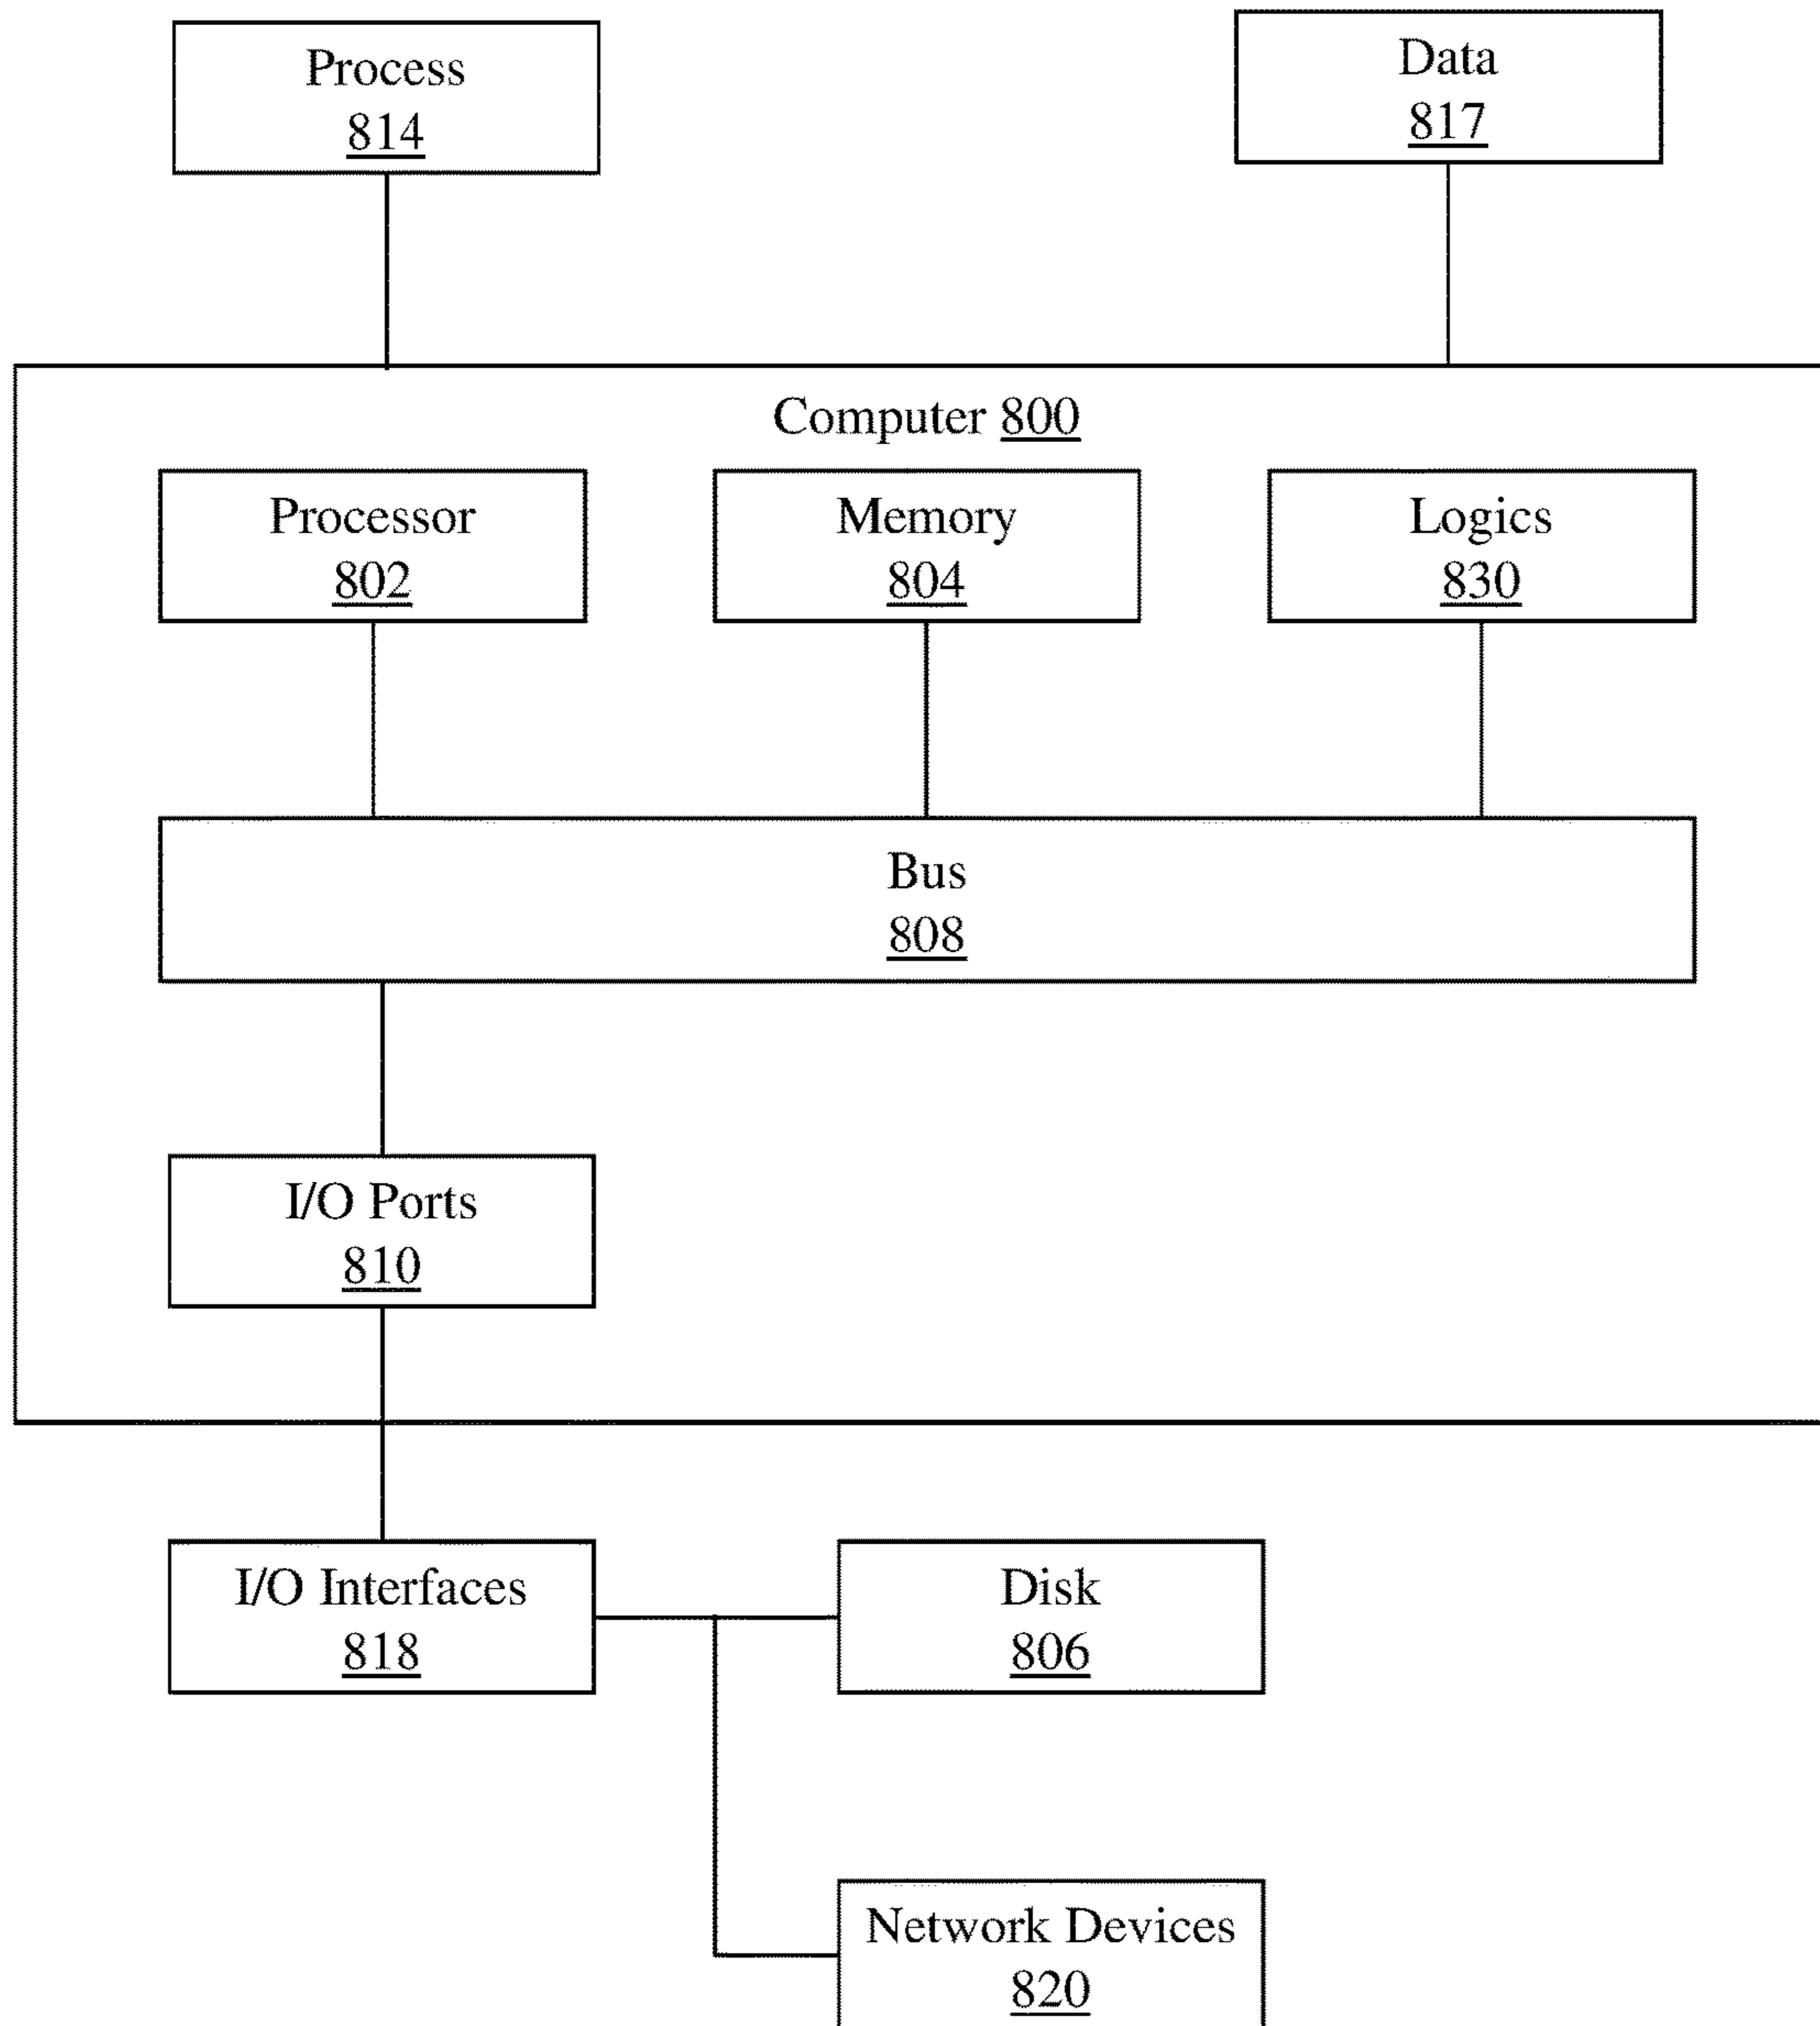 Process
814
Data
817
Computer 800
Processor
802
Memory
804
Logics
830
Bus
808
I/O Ports
810
I/O Interfaces
818
Disk
806
Network Devices
820